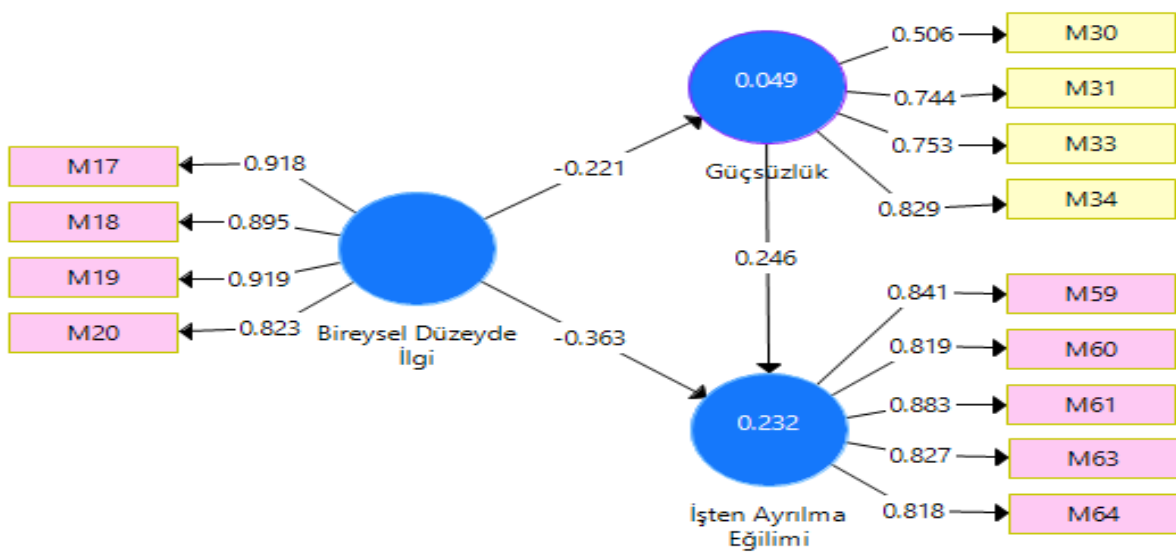 M17
M18
M19
M20
0.918
0.895
0.919
0.823
Bireysel Düzeyde
İlgi
-0.221
-0.363
0.049
Güçsüzlük
0.246
0.232
İşten Ayrılma
Eğilimi
0.506
0.744
0.753
0.829
M30
M31
M33
M34
0.841
0.819
0.883
0.827
0.818
M59
M60
M61
M63
M64